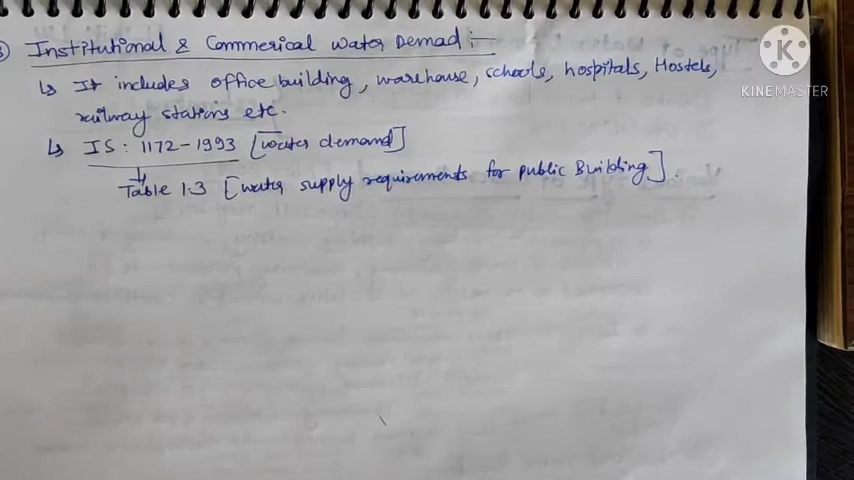 3) Institutional & Commerical Water Demad :-
↳ It includes office building, warehouse, schools, hospitals, Hostels,
railway stations etc.
↳ IS : 1172-1993 [water demand]
Table 1.3 [water supply requirements for public Building].
KINEMASTER